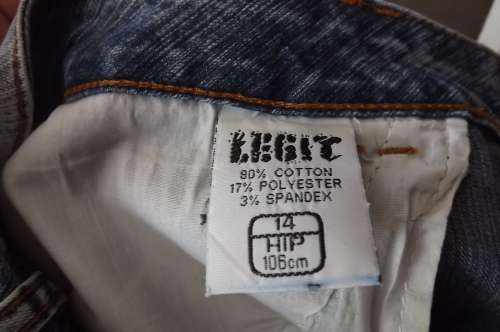 LEGIT
80% COTTON
17% POLYESTER
3% SPANDEX
14
HIP
106cm